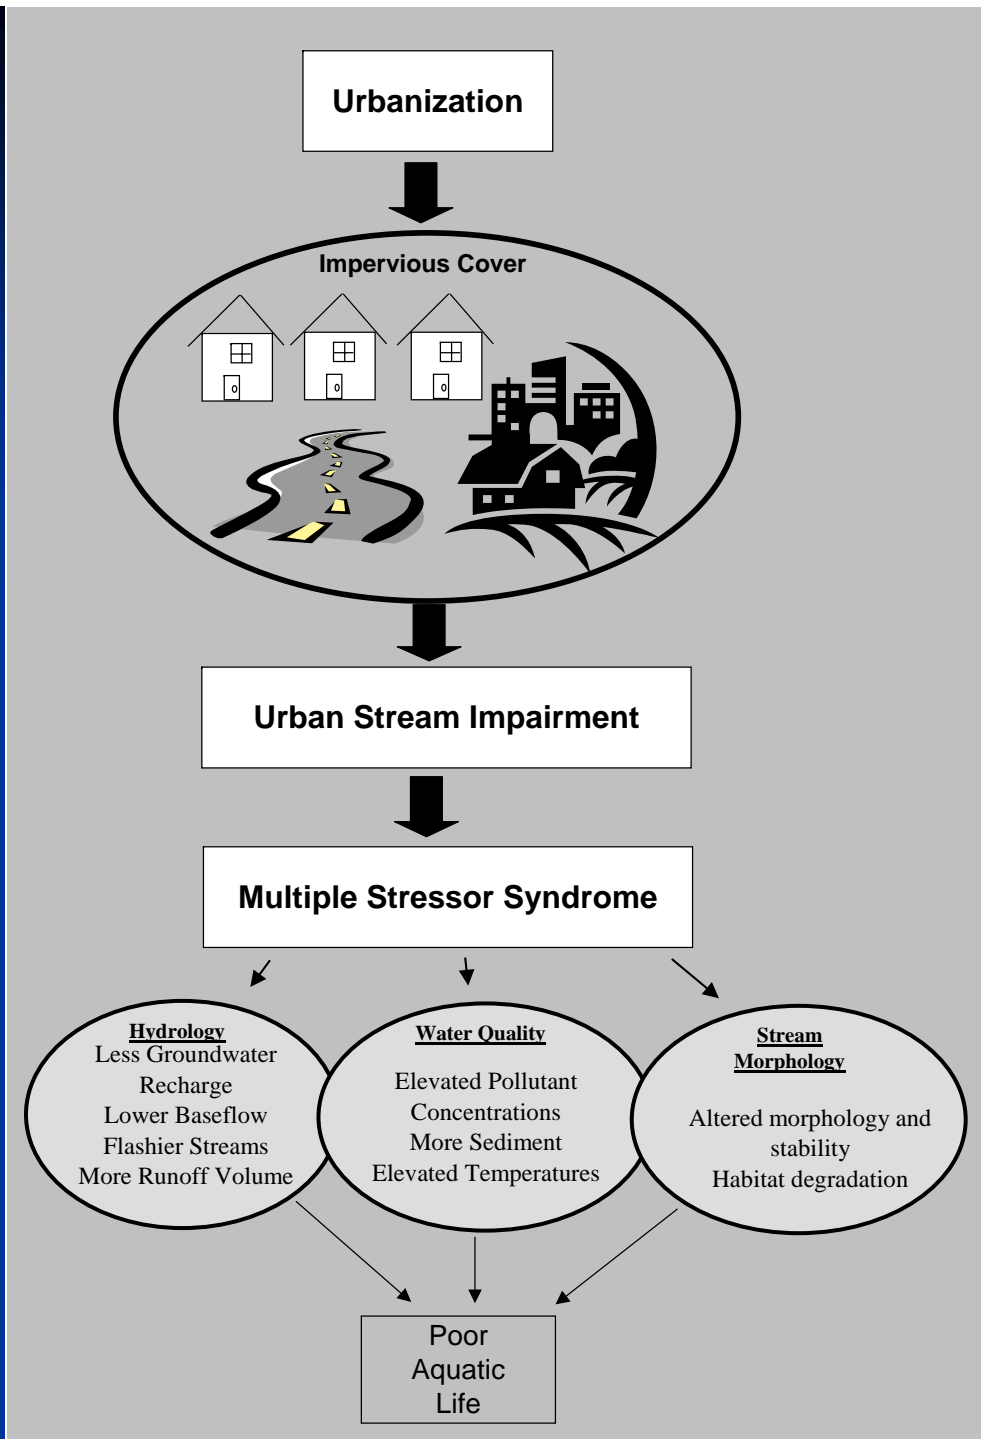 Urbanization
Impervious Cover
Urban Stream Impairment
Multiple Stressor Syndrome
Hydrology
Less Groundwater
Recharge
Lower Baseflow
Flashier Streams
More Runoff Volume
Water Quality
Elevated Pollutant
Concentrations
More Sediment
Elevated Temperatures
Stream
Morphology
Altered morphology and
stability
Habitat degradation
Poor
Aquatic
Life